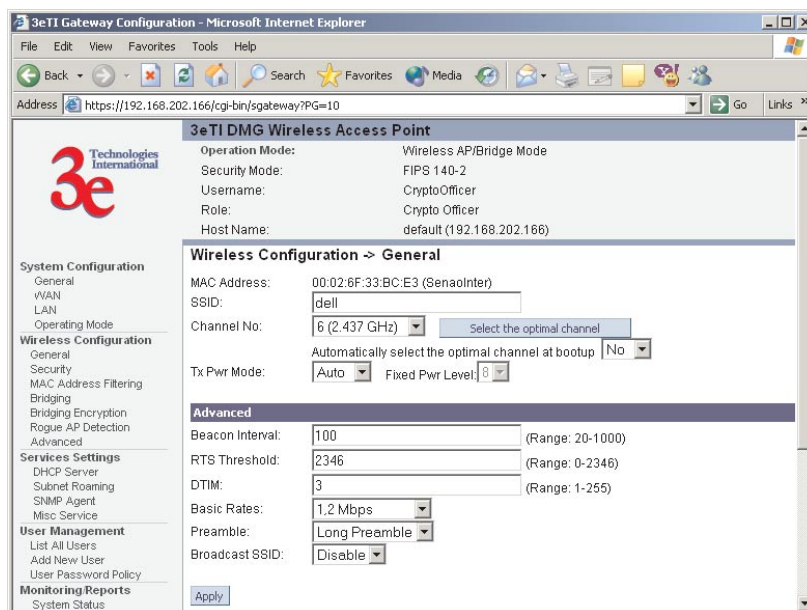 3eTI Gateway Configuration - Microsoft Internet Explorer
File Edit View Favorites Tools Help
Back Search Favorites Media
Address https://192.168.202.166/cgi-bin/sgateway?PG=10 Go Links »
3e Technologies International
System Configuration
General
WAN
LAN
Operating Mode
Wireless Configuration
General
Security
MAC Address Filtering
Bridging
Bridging Encryption
Rogue AP Detection
Advanced
Services Settings
DHCP Server
Subnet Roaming
SNMP Agent
Misc Service
User Management
List All Users
Add New User
User Password Policy
Monitoring/Reports
System Status
3eTI DMG Wireless Access Point
Operation Mode: Wireless AP/Bridge Mode
Security Mode: FIPS 140-2
Username: CryptoOfficer
Role: Crypto Officer
Host Name: default (192.168.202.166)
Wireless Configuration -> General
MAC Address: 00:02:6F:33:BC:E3 (SenaoInter)
SSID: dell
Channel No: 6 (2.437 GHz) Select the optimal channel
Automatically select the optimal channel at bootup No
Tx Pwr Mode: Auto Fixed Pwr Level: 8
Advanced
Beacon Interval: 100 (Range: 20-1000)
RTS Threshold: 2346 (Range: 0-2346)
DTIM: 3 (Range: 1-255)
Basic Rates: 1,2 Mbps
Preamble: Long Preamble
Broadcast SSID: Disable
Apply